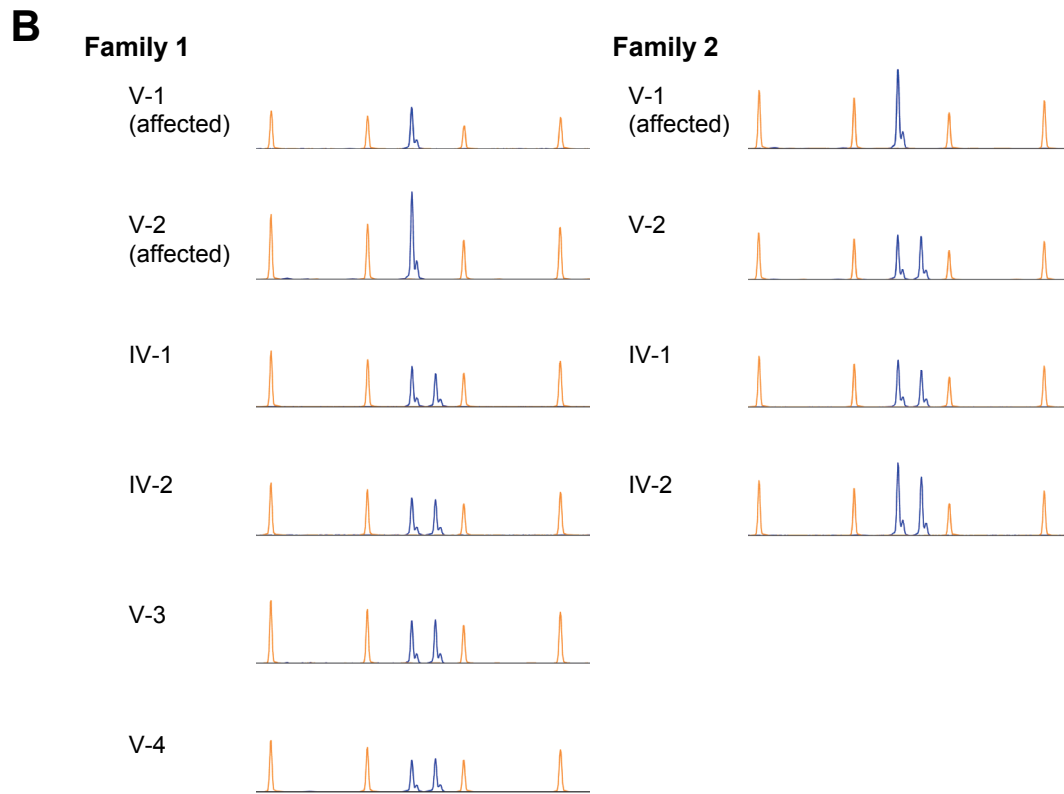 B
Family 1
V-1
(affected)
V-2
(affected)
IV-1
IV-2
V-3
V-4
Family 2
V-1
(affected)
V-2
IV-1
IV-2